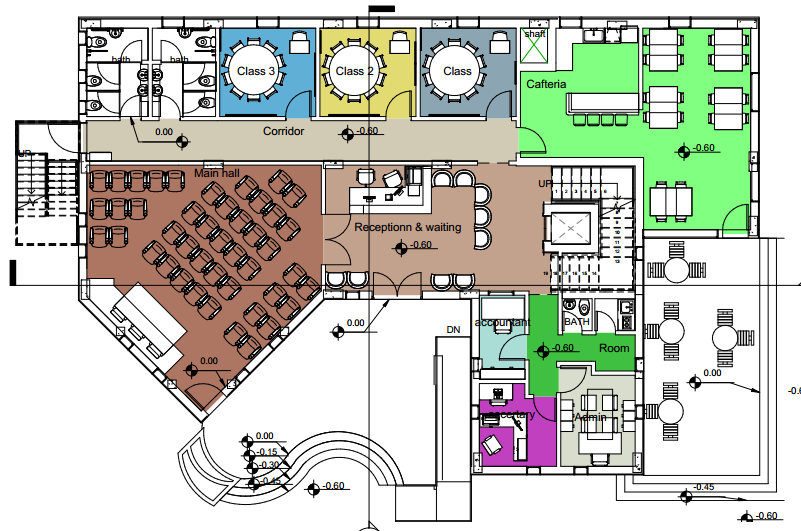 shaft
bath
bath
Class 3
Class 2
Class
Cafteria
0.00
Corridor
-0.60
-0.60
UP
Main hall
UP
Receptionn & waiting
-0.60
0.00
DN
accountant
BATH
-0.60
Room
0.00
0.00
-0.6
Admin
0.00
-0.15
-0.30
-0.45
-0.60
-0.45
-0.60